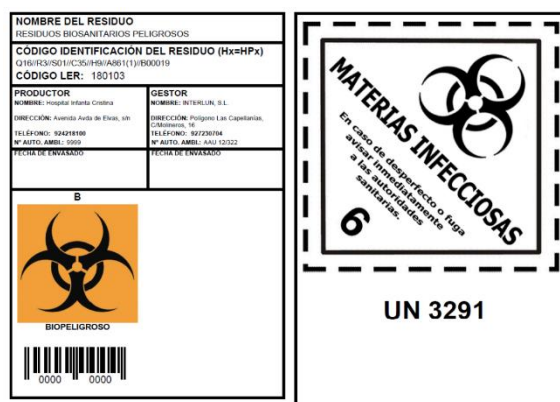 NOMBRE DEL RESIDUO
RESIDUOS BIOSANITARIOS PELIGROSOS
CÓDIGO IDENTIFICACIÓN DEL RESIDUO (Hx=HPx)
Q16//R3//S01//C35//H9//A861(1)//B00019
CÓDIGO LER: 180103
PRODUCTOR
NOMBRE: Hospital Infanta Cristina
DIRECCIÓN: Avenida Avda de Elvas, s/n
TELÉFONO: 924218100
Nº AUTO. AMBI.: 9999
GESTOR
NOMBRE: INTERLUN, S.L.
DIRECCIÓN: Polígono Las Capellanías,
C/Molineros, 16
TELÉFONO: 927230704
Nº AUTO. AMBI.: AAU 12/322
FECHA DE ENVASADO
FECHA DE ENVASADO
B
BIOPELIGROSO
0000 0000
MATERIAS INFECCIOSAS
En caso de desperfecto o fuga
avisar inmediatamente
a las autoridades
sanitarias.
6
UN 3291